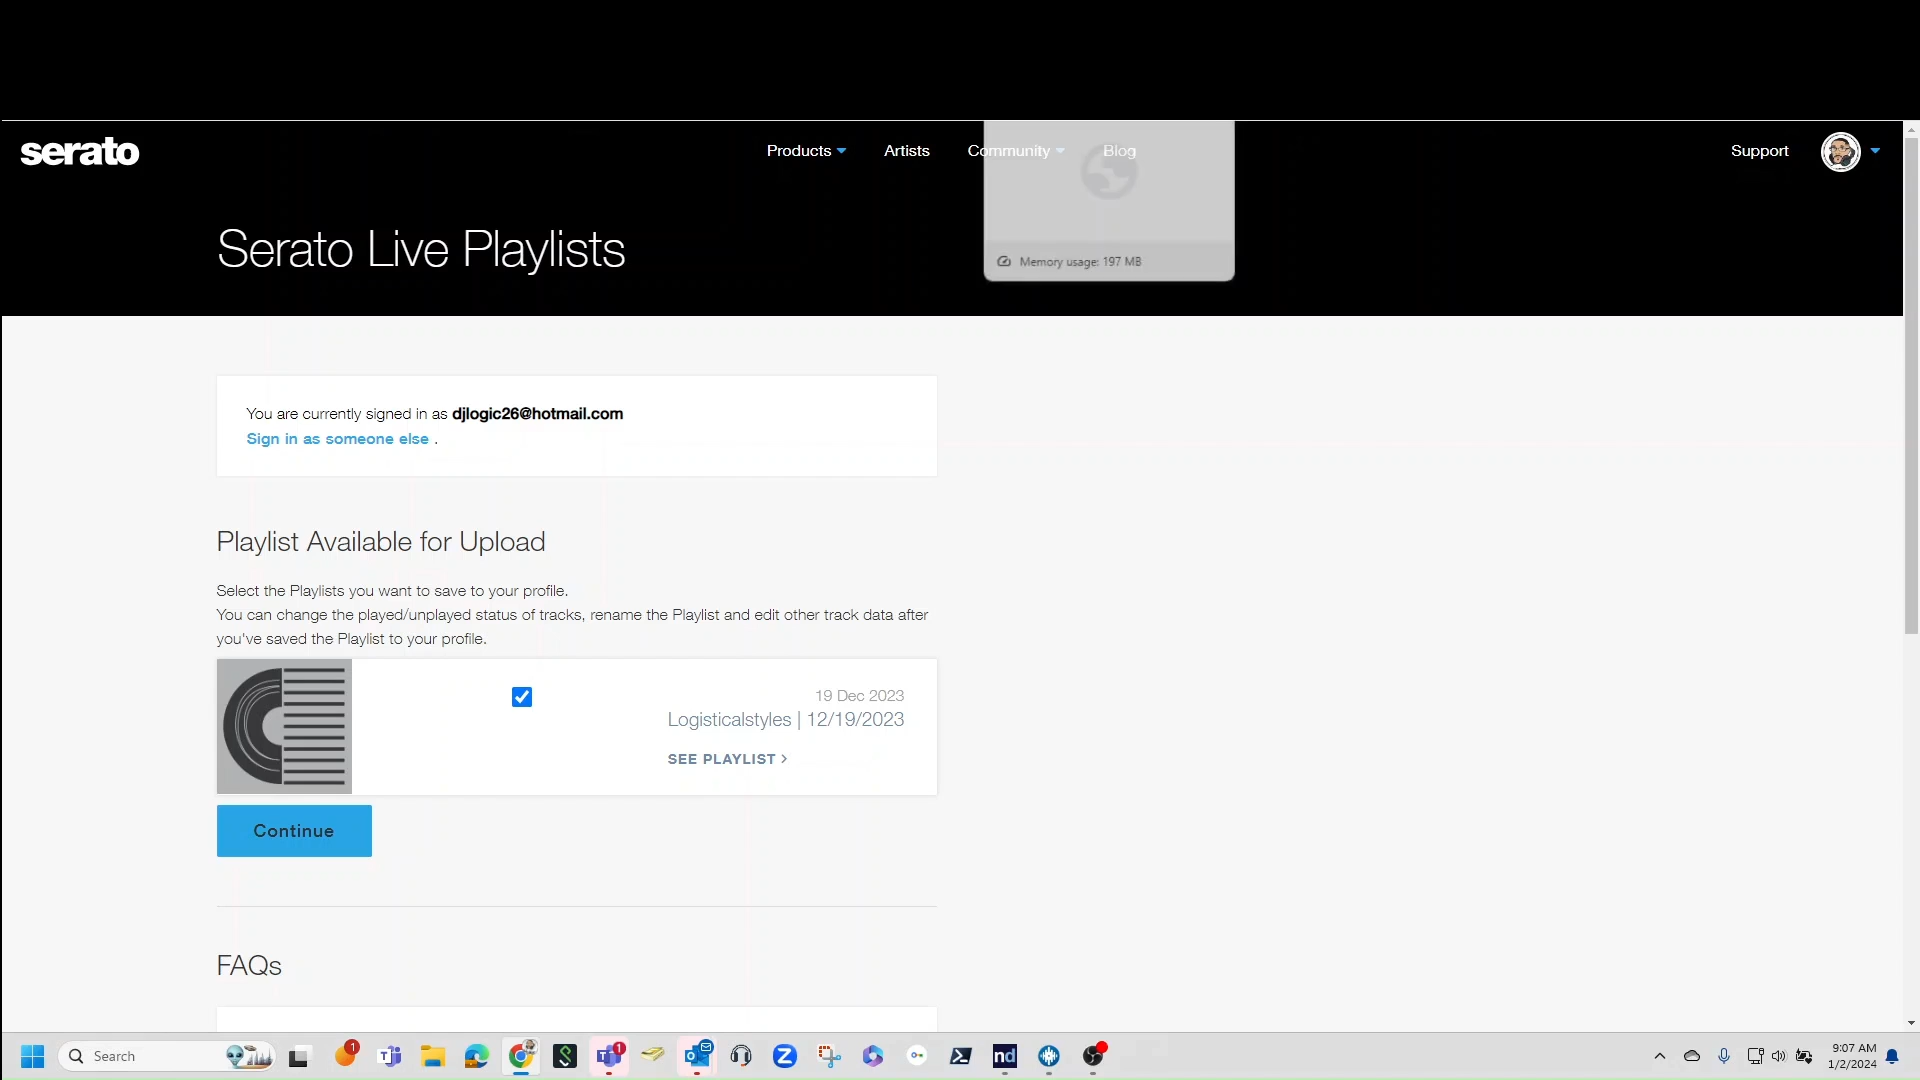 serato
Products
Artists
Community
Blog
Support
Memory usage: 197 MB
Serato Live Playlists
You are currently signed in as djlogic26@hotmail.com
Sign in as someone else .
Playlist Available for Upload
Select the Playlists you want to save to your profile.
You can change the played/unplayed status of tracks, rename the Playlist and edit other track data after
you've saved the Playlist to your profile.
19 Dec 2023
Logisticalstyles | 12/19/2023
SEE PLAYLIST >
Continue
FAQs
Search
1
1
nd
9:07 AM
1/2/2024